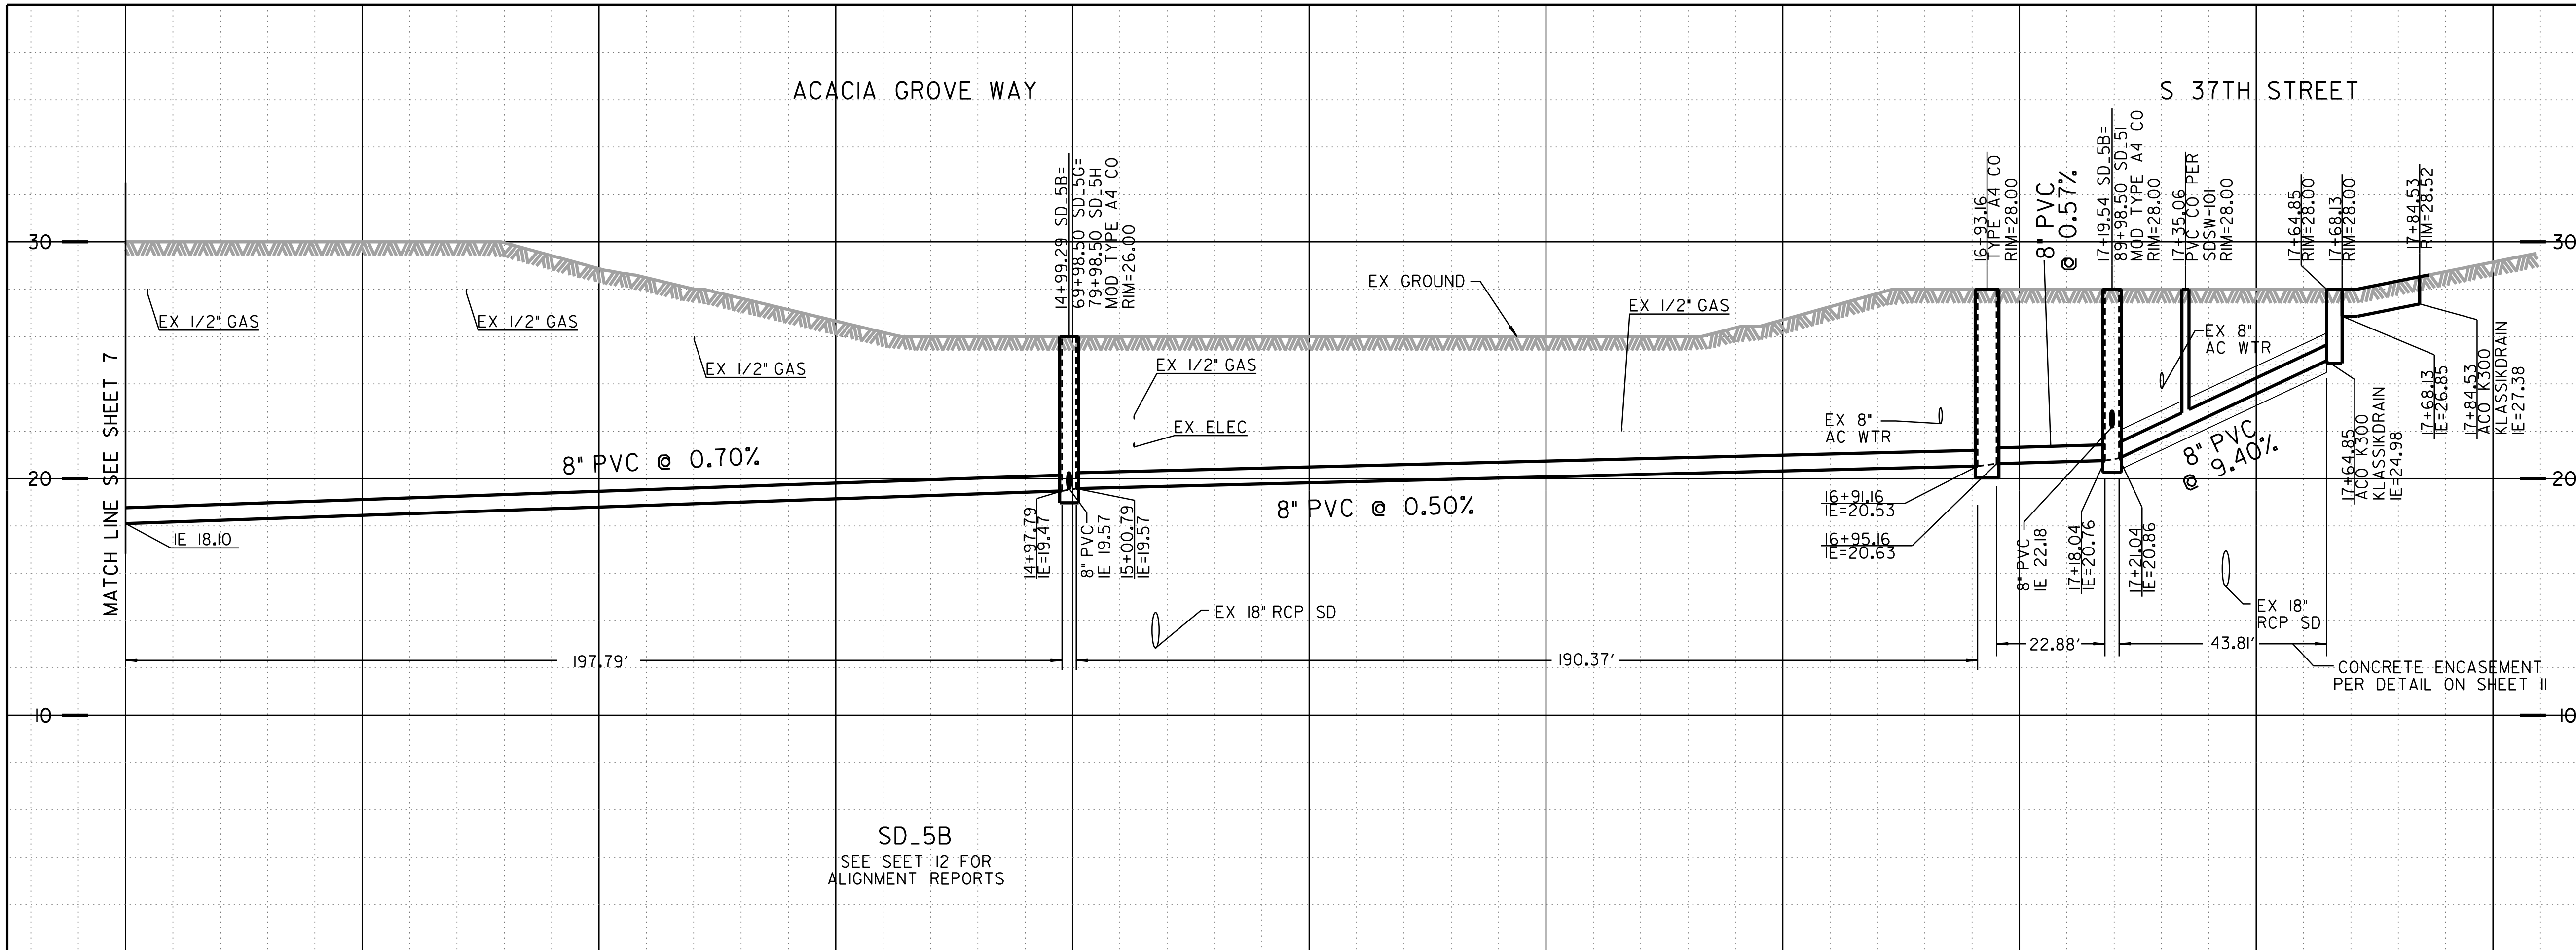 ACACIA GROVE WAY
S 37TH STREET
30
20
10
30
20
10
MATCH LINE SEE SHEET 7
EX 1/2" GAS
EX 1/2" GAS
EX 1/2" GAS
IE 18.10
8" PVC @ 0.70%
197.79'
14+99.29 SD_5B=
69+98.50 SD_5G=
79+98.50 SD_5H
MOD TYPE A4 CO
RIM=26.00
14+97.79
IE=19.47
8" PVC
IE 19.57
15+00.79
IE=19.57
EX 1/2" GAS
EX ELEC
EX 18" RCP SD
EX GROUND
EX 1/2" GAS
8" PVC @ 0.50%
190.37'
EX 8"
AC WTR
16+91.16
IE=20.53
16+95.16
IE=20.63
16+93.16
TYPE A4 CO
RIM=28.00
8" PVC
@ 0.57%
17+19.54 SD_5B=
89+98.50 SD_5I
MOD TYPE A4 CO
RIM=28.00
17+35.06
PVC CO PER
SDSW-101
RIM=28.00
17+64.85
RIM=28.00
17+68.13
RIM=28.00
17+84.53
RIM=28.52
EX 8"
AC WTR
8" PVC
@ 9.40%
8" PVC
IE 22.18
17+18.04
IE=20.76
17+21.04
IE=20.86
17+64.85
ACO K300
KLASSIKDRAIN
IE=24.98
17+68.13
IE=26.85
17+84.53
ACO K300
KLASSIKDRAIN
IE=27.38
EX 18"
RCP SD
22.88'
43.81'
CONCRETE ENCASEMENT
PER DETAIL ON SHEET 11
SD_5B
SEE SEET 12 FOR
ALIGNMENT REPORTS